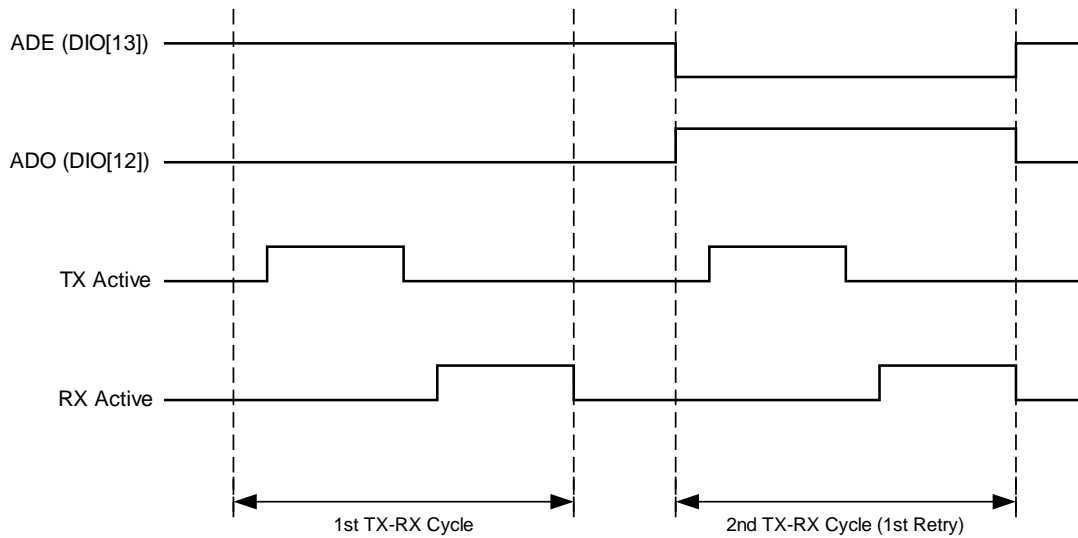 ADE (DIO[13])
ADO (DIO[12])
TX Active
RX Active
1st TX-RX Cycle
2nd TX-RX Cycle (1st Retry)